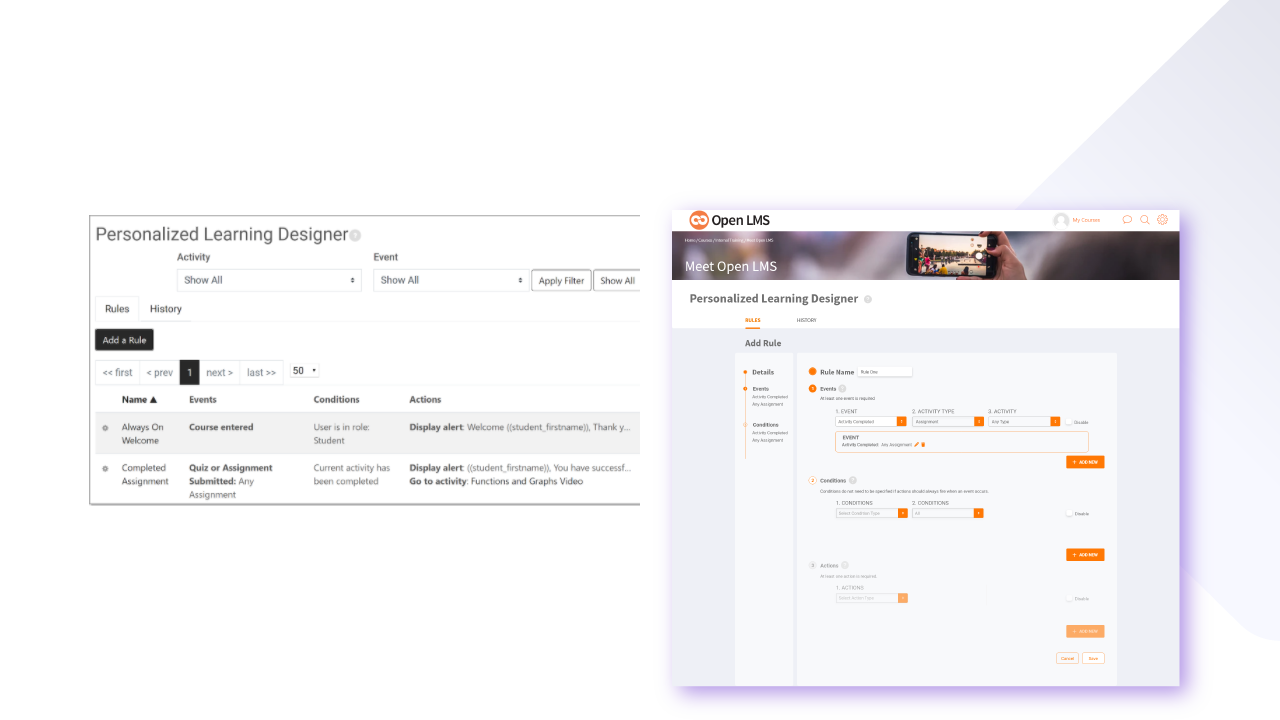 Personalized Learning Designer ?
Activity Event
Show All Show All Apply Filter Show All
Rules History
Add a Rule
<< first < prev 1 next > last >> 50
Name ▲ Events Conditions Actions
Always On Welcome Course entered User is in role: Student Display alert: Welcome ((student_firstname)), Thank y...
Completed Assignment Quiz or Assignment Submitted: Any Assignment Current activity has been completed Display alert: ((student_firstname)), You have successf...
Go to activity: Functions and Graphs Video
Open LMS
My Courses
Home / Courses / Internal Training / Meet Open LMS
Meet Open LMS
Personalized Learning Designer ?
RULES HISTORY
Add Rule
Details
Events
Activity Completed
Any Assignment
Conditions
Activity Completed
Any Assignment
Rule Name Rule One
Events ?
At least one event is required
1. EVENT 2. ACTIVITY TYPE 3. ACTIVITY
Activity Completed Assignment Any Type Disable
EVENT
Activity Completed: Any Assignment
+ ADD NEW
2 Conditions ?
Conditions do not need to be specified if actions should always fire when an event occurs.
1. CONDITIONS 2. CONDITIONS
Select Condition Type All Disable
+ ADD NEW
3 Actions ?
At least one action is required.
1. ACTIONS
Select Action Type Disable
+ ADD NEW
Cancel Save